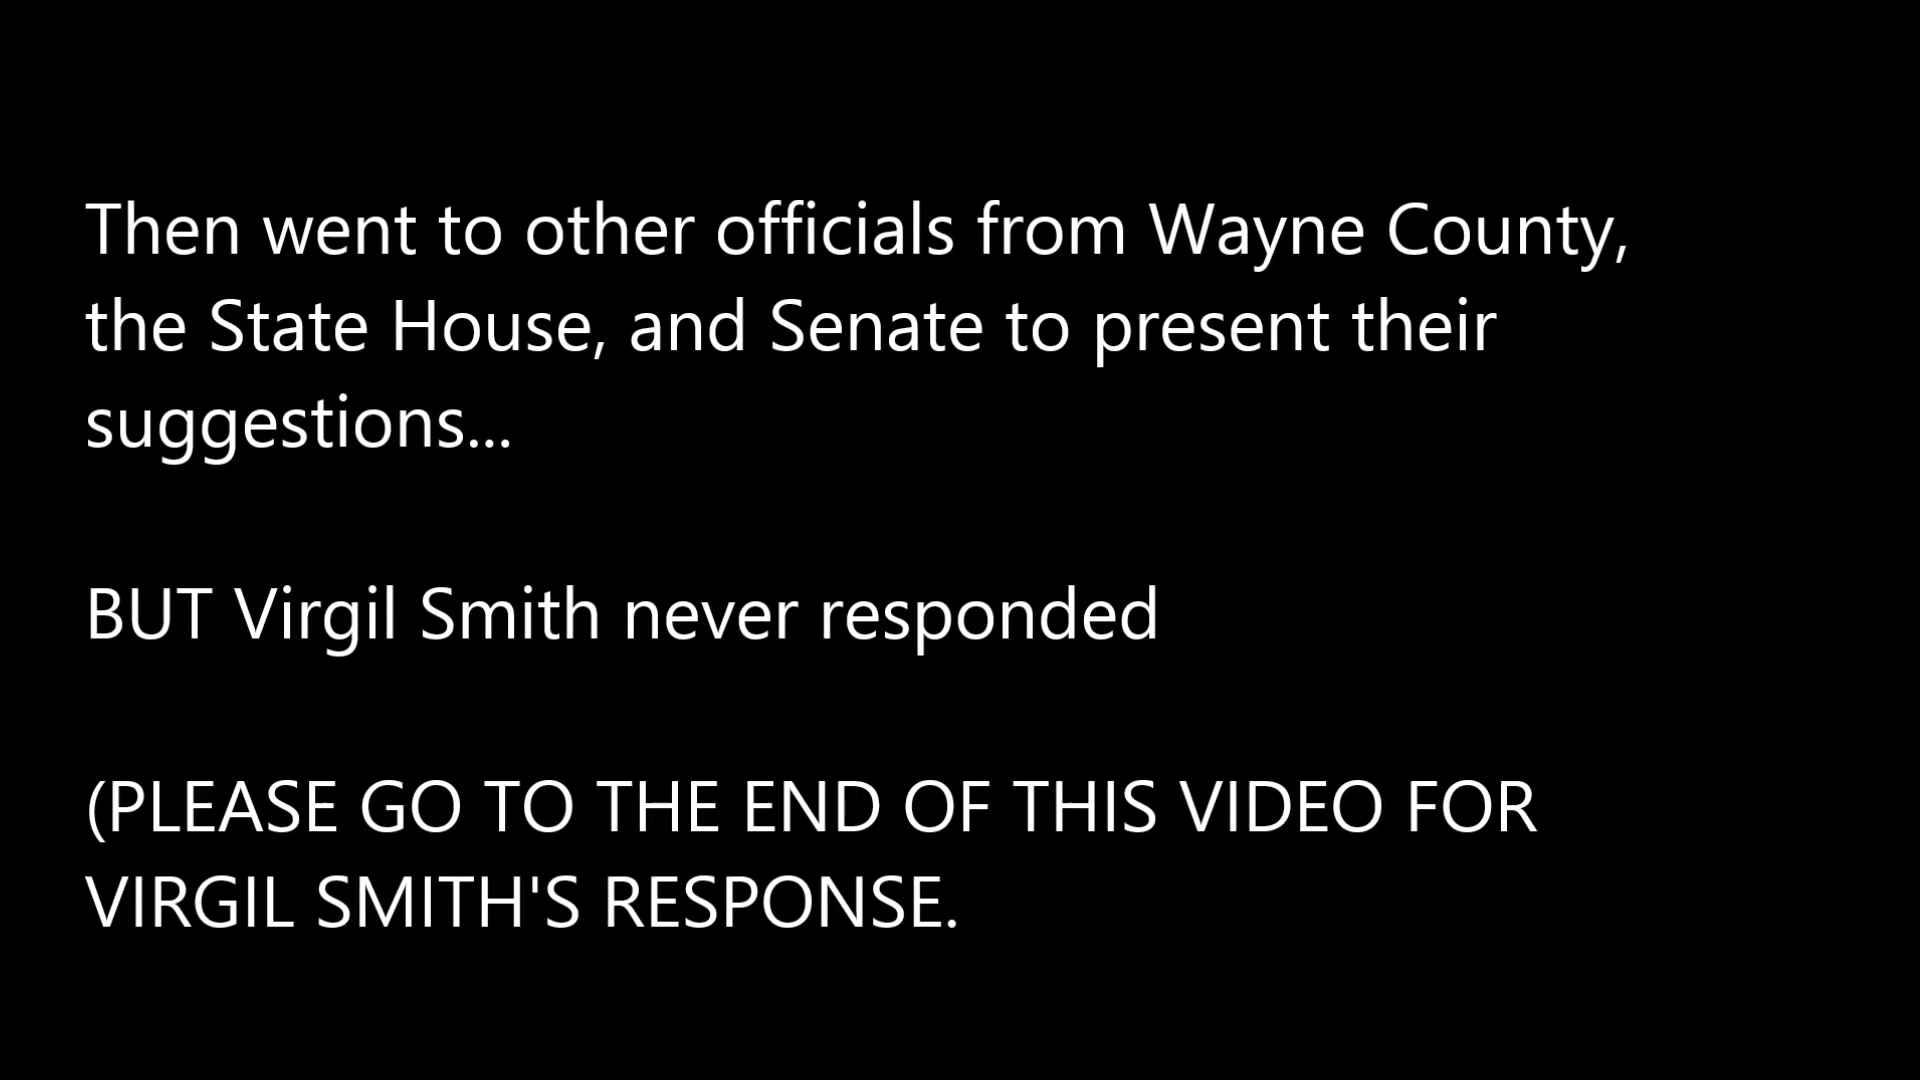 Then went to other officials from Wayne County,
the State House, and Senate to present their
suggestions...
BUT Virgil Smith never responded
(PLEASE GO TO THE END OF THIS VIDEO FOR
VIRGIL SMITH'S RESPONSE.